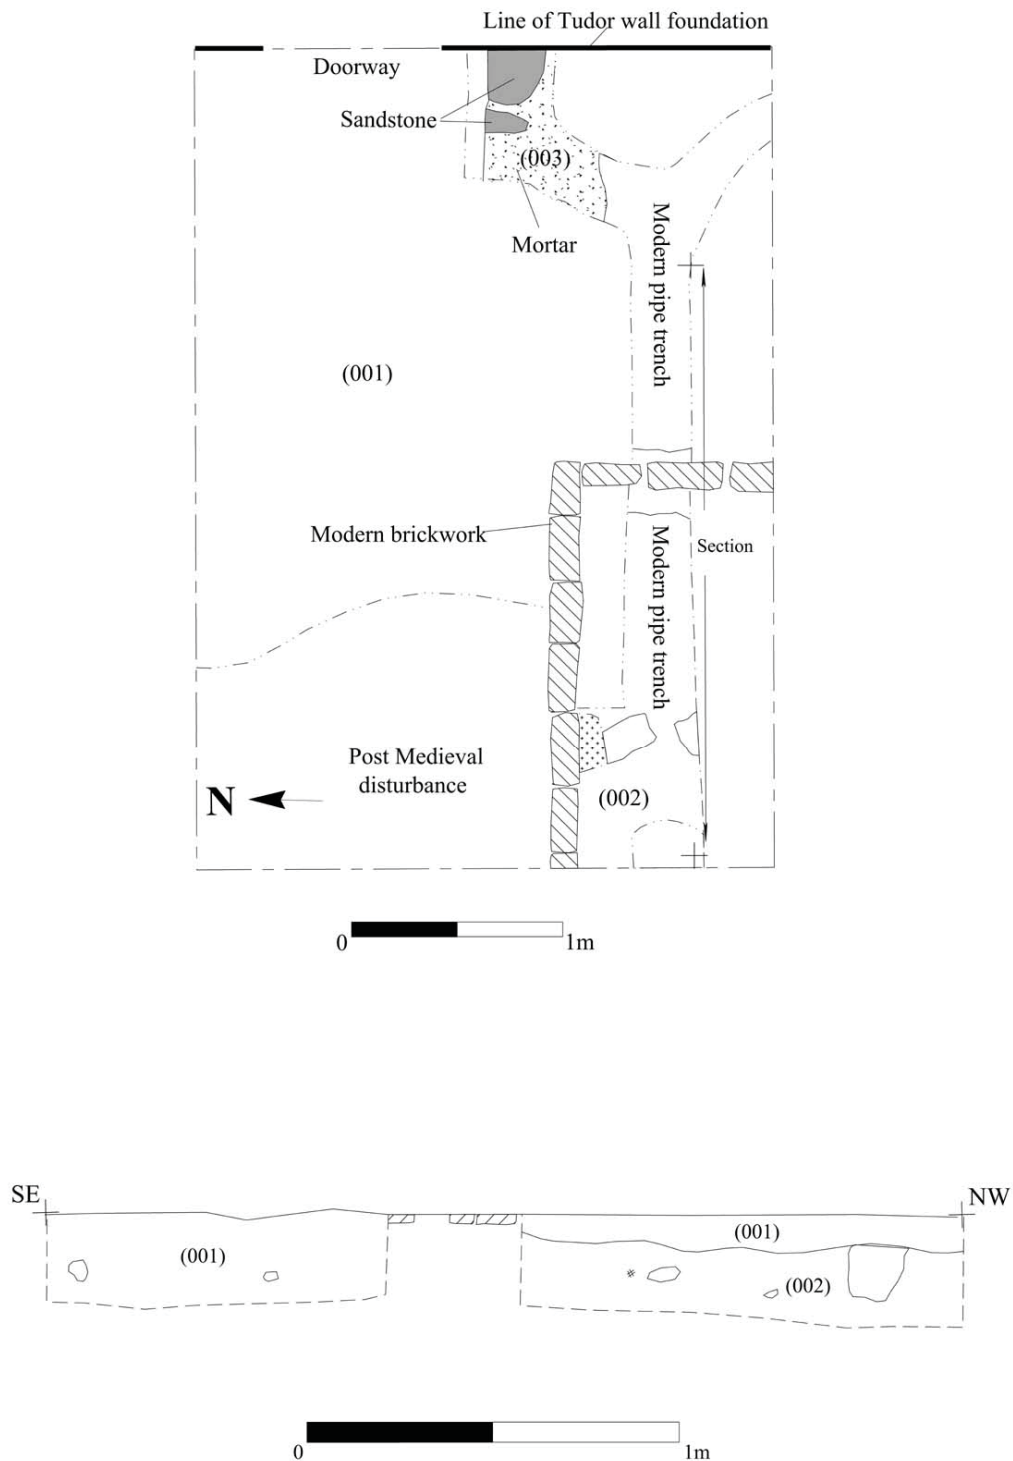 Line of Tudor wall foundation
Doorway
Sandstone
(003)
Mortar
Modern pipe trench
(001)
Modern brickwork
Section
Modern pipe trench
Post Medieval
disturbance
N
(002)
0
1m
SE
NW
(001)
(001)
(002)
0
1m